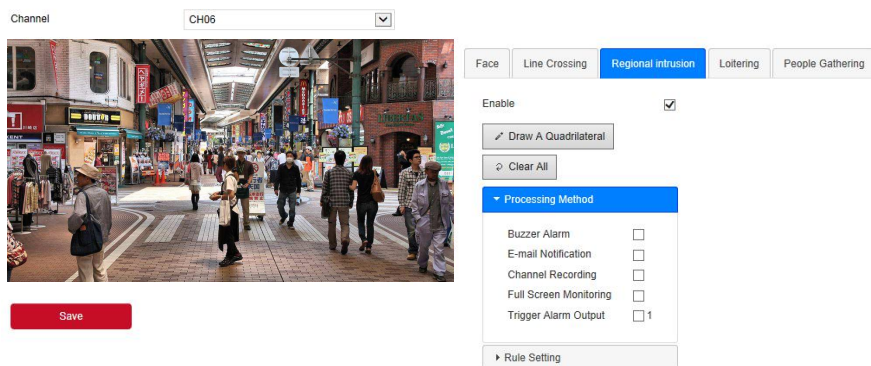 Channel
CH06
Face
Line Crossing
Regional intrusion
Loitering
People Gathering
Enable
Draw A Quadrilateral
Clear All
Processing Method
Buzzer Alarm
E-mail Notification
Channel Recording
Full Screen Monitoring
Trigger Alarm Output
1
Rule Setting
Save